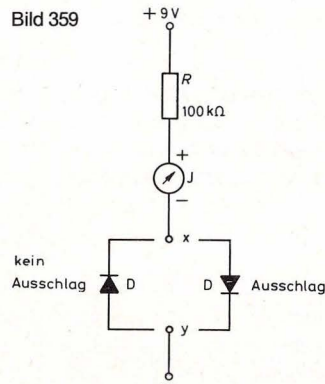 Bild 359
+9V
R
100kΩ
+
J
−
x
kein
Ausschlag
D
D
Ausschlag
y